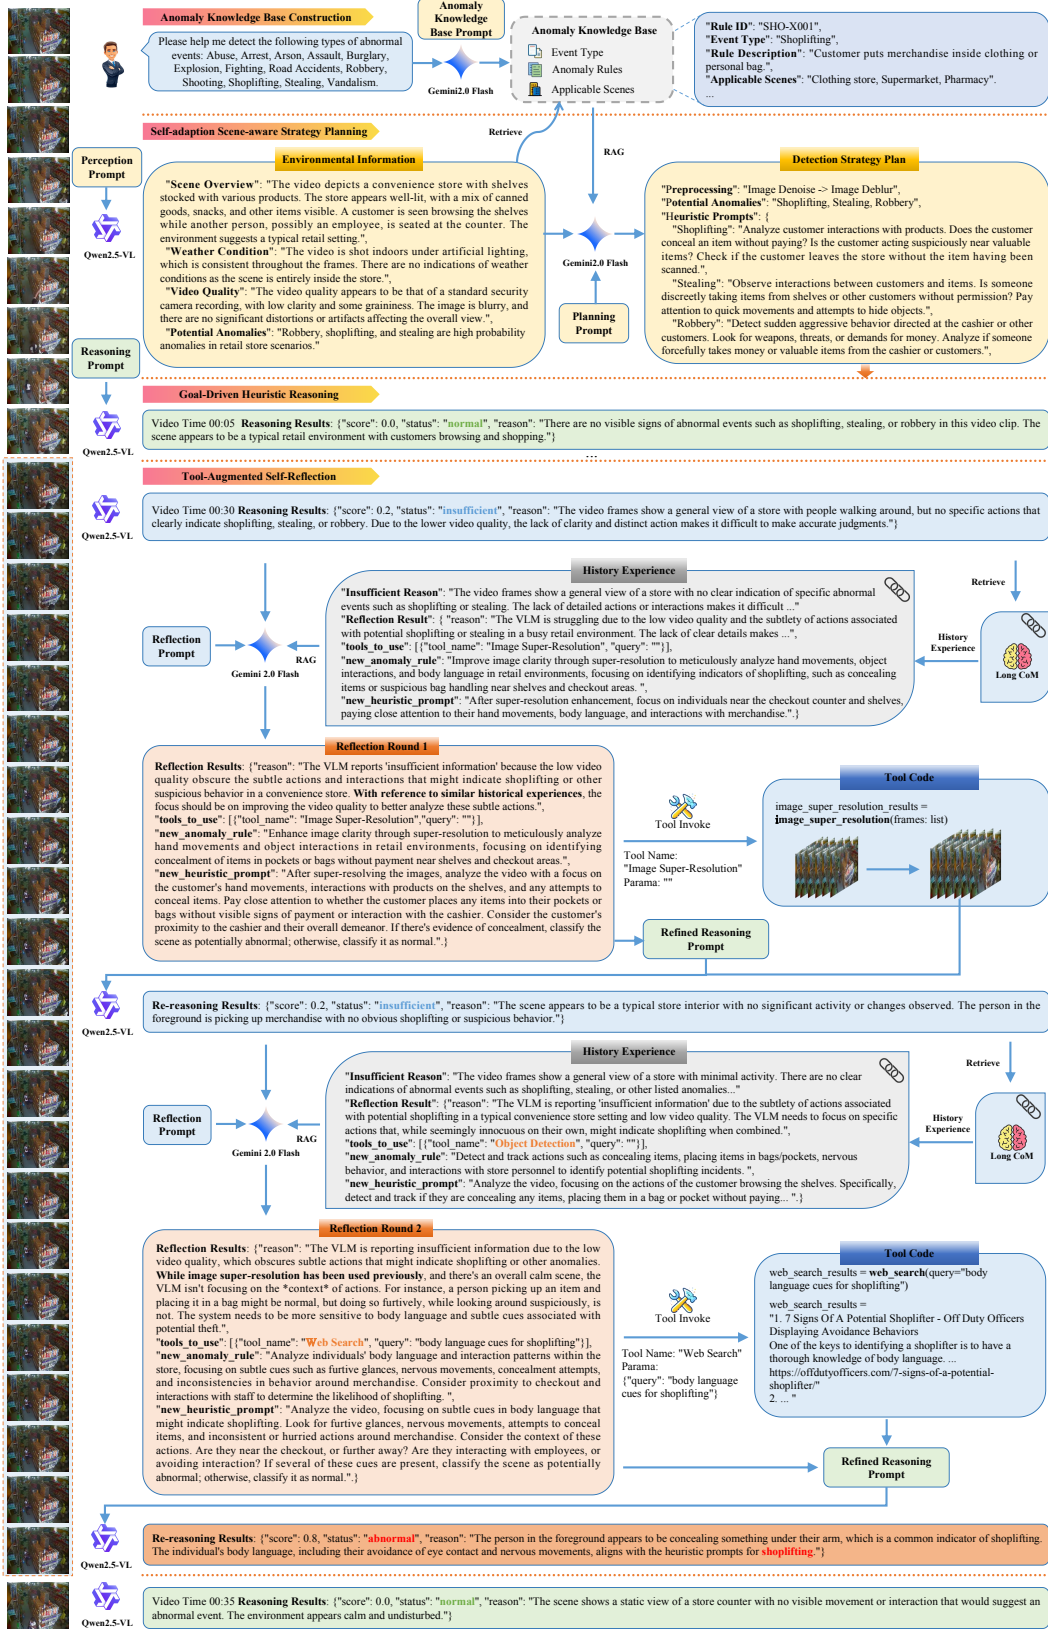 Anomaly Knowledge Base Construction
Please help me detect the following types of abnormal
events: Abuse, Arrest, Arson, Assault, Burglary,
Explosion, Fighting, Road Accidents, Robbery,
Shooting, Shoplifting, Stealing, Vandalism.
Anomaly
Knowledge
Base Prompt
Gemini2.0 Flash
Anomaly Knowledge Base
Event Type
Anomaly Rules
Applicable Scenes
"Rule ID": "SHO-X001",
"Event Type": "Shoplifting",
"Rule Description": "Customer puts merchandise inside clothing or
personal bag.",
"Applicable Scenes": "Clothing store, Supermarket, Pharmacy".
...
Self-adaption Scene-aware Strategy Planning
Retrieve
RAG
Perception
Prompt
Qwen2.5-VL
Environmental Information
"Scene Overview": "The video depicts a convenience store with shelves
stocked with various products. The store appears well-lit, with a mix of canned
goods, snacks, and other items visible. A customer is seen browsing the shelves
while another person, possibly an employee, is seated at the counter. The
environment suggests a typical retail setting.",
"Weather Condition": "The video is shot indoors under artificial lighting,
which is consistent throughout the frames. There are no indications of weather
conditions as the scene is entirely inside the store.",
"Video Quality": "The video quality appears to be that of a standard security
camera recording, with low clarity and some graininess. The image is blurry, and
there are no significant distortions or artifacts affecting the overall view.",
"Potential Anomalies": "Robbery, shoplifting, and stealing are high probability
anomalies in retail store scenarios."
Gemini2.0 Flash
Planning
Prompt
Detection Strategy Plan
"Preprocessing": "Image Denoise -> Image Deblur",
"Potential Anomalies": "Shoplifting, Stealing, Robbery",
"Heuristic Prompts": {
"Shoplifting": "Analyze customer interactions with products. Does the customer
conceal an item without paying? Is the customer acting suspiciously near valuable
items? Check if the customer leaves the store without the item having been
scanned.",
"Stealing": "Observe interactions between customers and items. Is someone
discreetly taking items from shelves or other customers without permission? Pay
attention to quick movements and attempts to hide objects.",
"Robbery": "Detect sudden aggressive behavior directed at the cashier or other
customers. Look for weapons, threats, or demands for money. Analyze if someone
forcefully takes money or valuable items from the cashier or customers.",
Reasoning
Prompt
Qwen2.5-VL
Goal-Driven Heuristic Reasoning
Video Time 00:05 Reasoning Results: {"score": 0.0, "status": "normal", "reason": "There are no visible signs of abnormal events such as shoplifting, stealing, or robbery in this video clip. The
scene appears to be a typical retail environment with customers browsing and shopping."}
...
Tool-Augmented Self-Reflection
Qwen2.5-VL
Video Time 00:30 Reasoning Results: {"score": 0.2, "status": "insufficient", "reason": "The video frames show a general view of a store with people walking around, but no specific actions that
clearly indicate shoplifting, stealing, or robbery. Due to the lower video quality, the lack of clarity and distinct action makes it difficult to make accurate judgments."}
Reflection
Prompt
Gemini 2.0 Flash
RAG
History Experience
"Insufficient Reason": "The video frames show a general view of a store with no clear indication of specific abnormal
events such as shoplifting or stealing. The lack of detailed actions or interactions makes it difficult ..."
"Reflection Result": { "reason": "The VLM is struggling due to the low video quality and the subtlety of actions associated
with potential shoplifting or stealing in a busy retail environment. The lack of clear details makes ...",
"tools_to_use": [{"tool_name": "Image Super-Resolution", "query": ""}],
"new_anomaly_rule": "Improve image clarity through super-resolution to meticulously analyze hand movements, object
interactions, and body language in retail environments, focusing on identifying indicators of shoplifting, such as concealing
items or suspicious bag handling near shelves and checkout areas. ",
"new_heuristic_prompt": "After super-resolution enhancement, focus on individuals near the checkout counter and shelves,
paying close attention to their hand movements, body language, and interactions with merchandise.".}
History
Experience
Retrieve
Long CoM
Reflection Round 1
Reflection Results: {"reason": "The VLM reports 'insufficient information' because the low video
quality obscure the subtle actions and interactions that might indicate shoplifting or other
suspicious behavior in a convenience store. With reference to similar historical experiences, the
focus should be on improving the video quality to better analyze these subtle actions.",
"tools_to_use": [{"tool_name": "Image Super-Resolution","query": ""}],
"new_anomaly_rule": "Enhance image clarity through super-resolution to meticulously analyze
hand movements and object interactions in retail environments, focusing on identifying
concealment of items in pockets or bags without payment near shelves and checkout areas.",
"new_heuristic_prompt": "After super-resolving the images, analyze the video with a focus on
the customer's hand movements, interactions with products on the shelves, and any attempts to
conceal items. Pay close attention to whether the customer places any items into their pockets or
bags without visible signs of payment or interaction with the cashier. Consider the customer's
proximity to the cashier and their overall demeanor. If there's evidence of concealment, classify the
scene as potentially abnormal; otherwise, classify it as normal.".}
Tool Invoke
Tool Name:
"Image Super-Resolution"
Parama: ""
Tool Code
image_super_resolution_results =
image_super_resolution(frames: list)
Refined Reasoning
Prompt
Qwen2.5-VL
Re-reasoning Results: {"score": 0.2, "status": "insufficient", "reason": "The scene appears to be a typical store interior with no significant activity or changes observed. The person in the
foreground is picking up merchandise with no obvious shoplifting or suspicious behavior."}
Reflection
Prompt
Gemini 2.0 Flash
RAG
History Experience
"Insufficient Reason": "The video frames show a general view of a store with minimal activity. There are no clear
indications of abnormal events such as shoplifting, stealing, or other listed anomalies..."
"Reflection Result": {"reason": "The VLM is reporting 'insufficient information' due to the subtlety of actions associated
with potential shoplifting in a typical convenience store setting and low video quality. The VLM needs to focus on specific
actions that, while seemingly innocuous on their own, might indicate shoplifting when combined.",
"tools_to_use": [{"tool_name": "Object Detection", "query": ""}],
"new_anomaly_rule": "Detect and track actions such as concealing items, placing items in bags/pockets, nervous
behavior, and interactions with store personnel to identify potential shoplifting incidents. ",
"new_heuristic_prompt": "Analyze the video, focusing on the actions of the customer browsing the shelves. Specifically,
detect and track if they are concealing any items, placing them in a bag or pocket without paying... ".}
History
Experience
Retrieve
Long CoM
Reflection Round 2
Reflection Results: {"reason": "The VLM is reporting insufficient information due to the low video
quality, which obscures subtle actions that might indicate shoplifting or other anomalies.
While image super-resolution has been used previously, and there's an overall calm scene, the
VLM isn't focusing on the *context* of actions. For instance, a person picking up an item and
placing it in a bag might be normal, but doing so furtively, while looking around suspiciously, is
not. The system needs to be more sensitive to body language and subtle cues associated with
potential theft.",
"tools_to_use": [{"tool_name": "Web Search", "query": "body language cues for shoplifting"}],
"new_anomaly_rule": "Analyze individuals' body language and interaction patterns within the
store, focusing on subtle cues such as furtive glances, nervous movements, concealment attempts,
and inconsistencies in behavior around merchandise. Consider proximity to checkout and
interactions with staff to determine the likelihood of shoplifting. ",
"new_heuristic_prompt": "Analyze the video, focusing on subtle cues in body language that
might indicate shoplifting. Look for furtive glances, nervous movements, attempts to conceal
items, and inconsistent or hurried actions around merchandise. Consider the context of these
actions. Are they near the checkout, or further away? Are they interacting with employees, or
avoiding interaction? If several of these cues are present, classify the scene as potentially
abnormal; otherwise, classify it as normal.".}
Tool Invoke
Tool Name: "Web Search"
Parama:
{"query": "body language
cues for shoplifting"}
Tool Code
web_search_results = web_search(query="body
language cues for shoplifting")
web_search_results =
"1. 7 Signs Of A Potential Shoplifter - Off Duty Officers
Displaying Avoidance Behaviors
One of the keys to identifying a shoplifter is to have a
thorough knowledge of body language. ...
https://offdutyofficers.com/7-signs-of-a-potential-
shoplifter/"
2. ... "
Refined Reasoning
Prompt
Qwen2.5-VL
Re-reasoning Results: {"score": 0.8, "status": "abnormal", "reason": "The person in the foreground appears to be concealing something under their arm, which is a common indicator of shoplifting.
The individual's body language, including their avoidance of eye contact and nervous movements, aligns with the heuristic prompts for shoplifting."}
Qwen2.5-VL
Video Time 00:35 Reasoning Results: {"score": 0.0, "status": "normal", "reason": "The scene shows a static view of a store counter with no visible movement or interaction that would suggest an
abnormal event. The environment appears calm and undisturbed."}